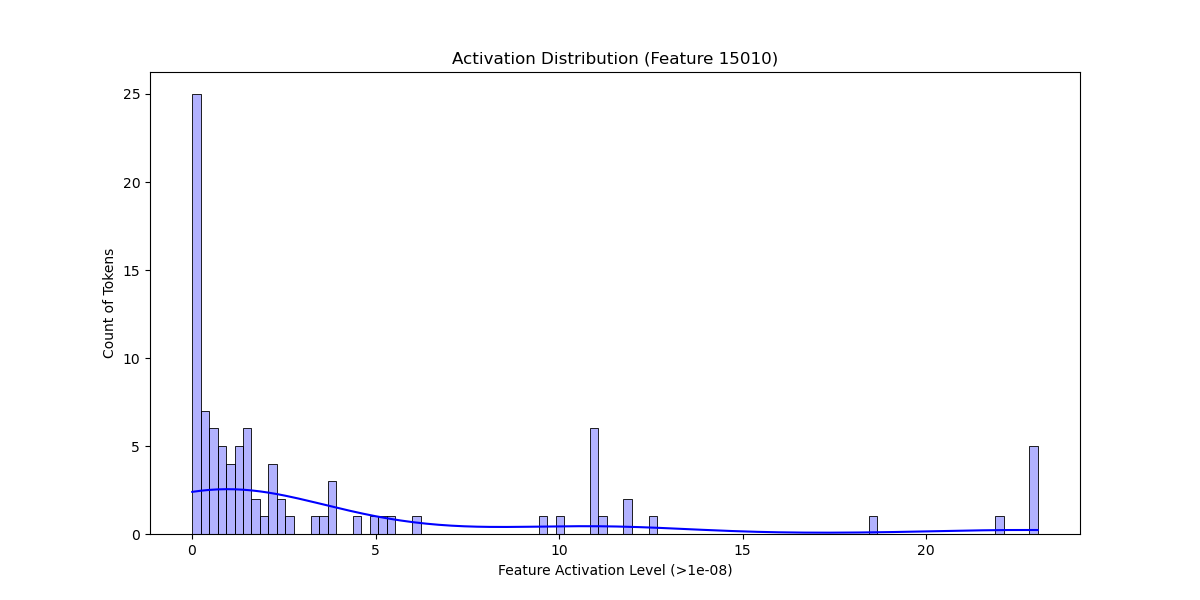 Activation Distribution (Feature 15010)
25
20
15
10
5
0
Count of Tokens
0 5 10 15 20
Feature Activation Level (>1e-08)